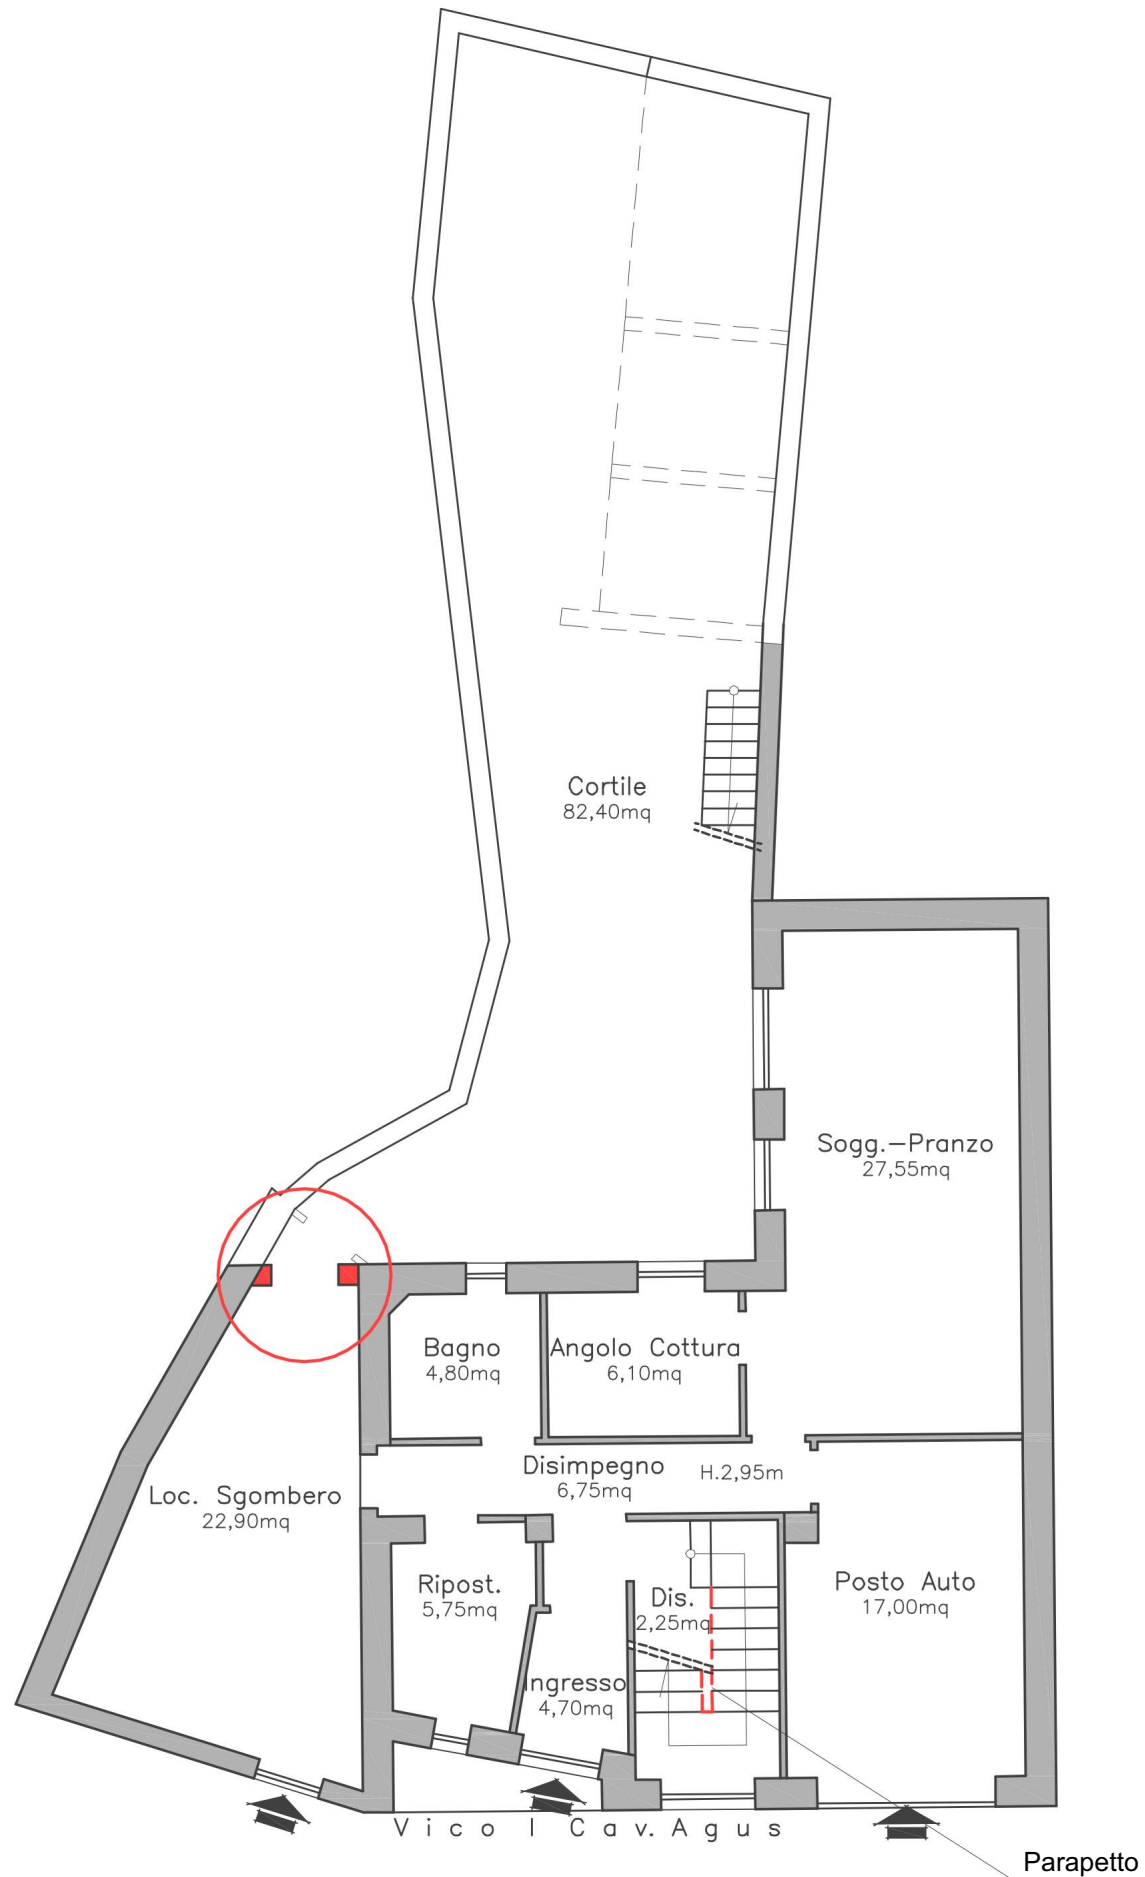 Cortile
82,40mq
Sogg.-Pranzo
27,55mq
Bagno
4,80mq
Angolo Cottura
6,10mq
Disimpegno
6,75mq
H.2,95m
Loc. Sgombero
22,90mq
Ripost.
5,75mq
Dis.
2,25mq
Posto Auto
17,00mq
Ingresso
4,70mq
Vico I Cav. Agus
Parapetto